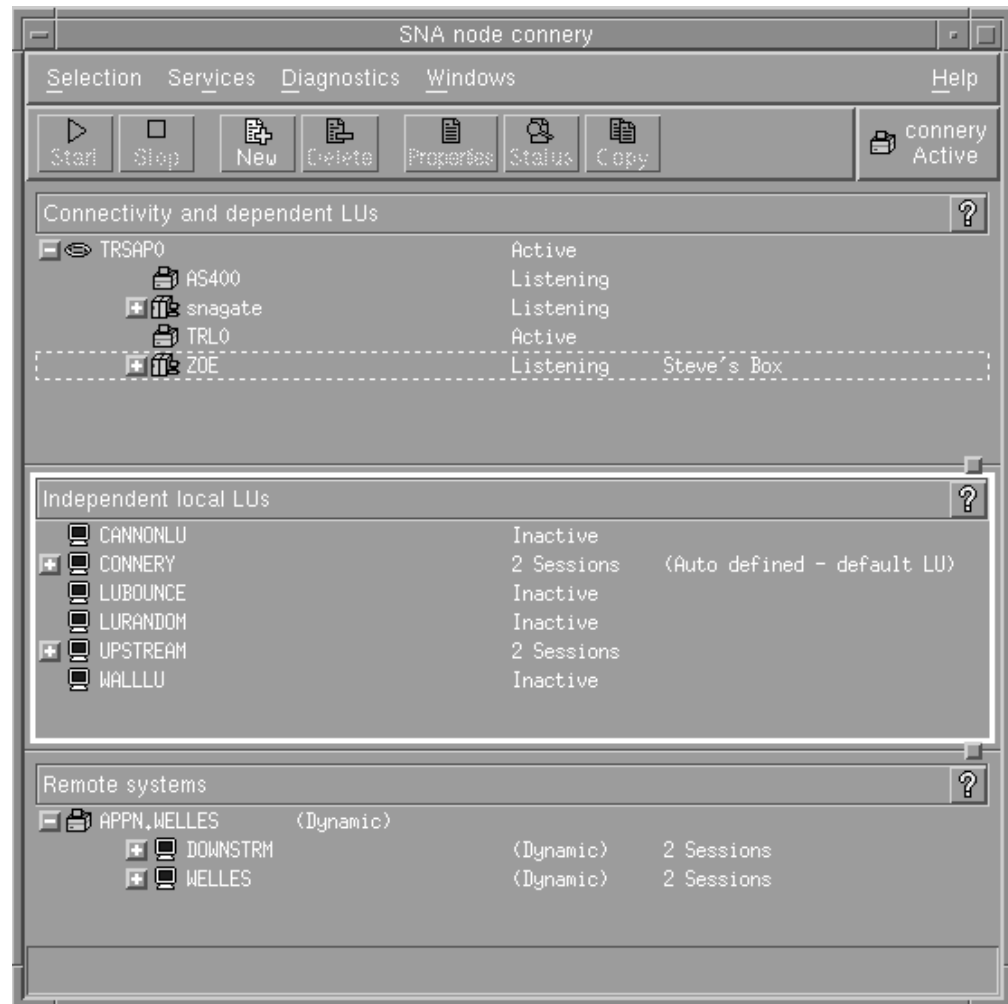 SNA node connery
Selection Services Diagnostics Windows Help
Start Stop New Delete Properties Status Copy connery Active
Connectivity and dependent LUs ?
TRSAP0 Active
AS400 Listening
snagate Listening
TRL0 Active
ZOE Listening Steve's Box
Independent local LUs ?
CANNONLU Inactive
CONNERY 2 Sessions (Auto defined - default LU)
LUBOUNCE Inactive
LURANDOM Inactive
UPSTREAM 2 Sessions
WALLLU Inactive
Remote systems ?
APPN.WELLES (Dynamic)
DOWNSTRM (Dynamic) 2 Sessions
WELLES (Dynamic) 2 Sessions